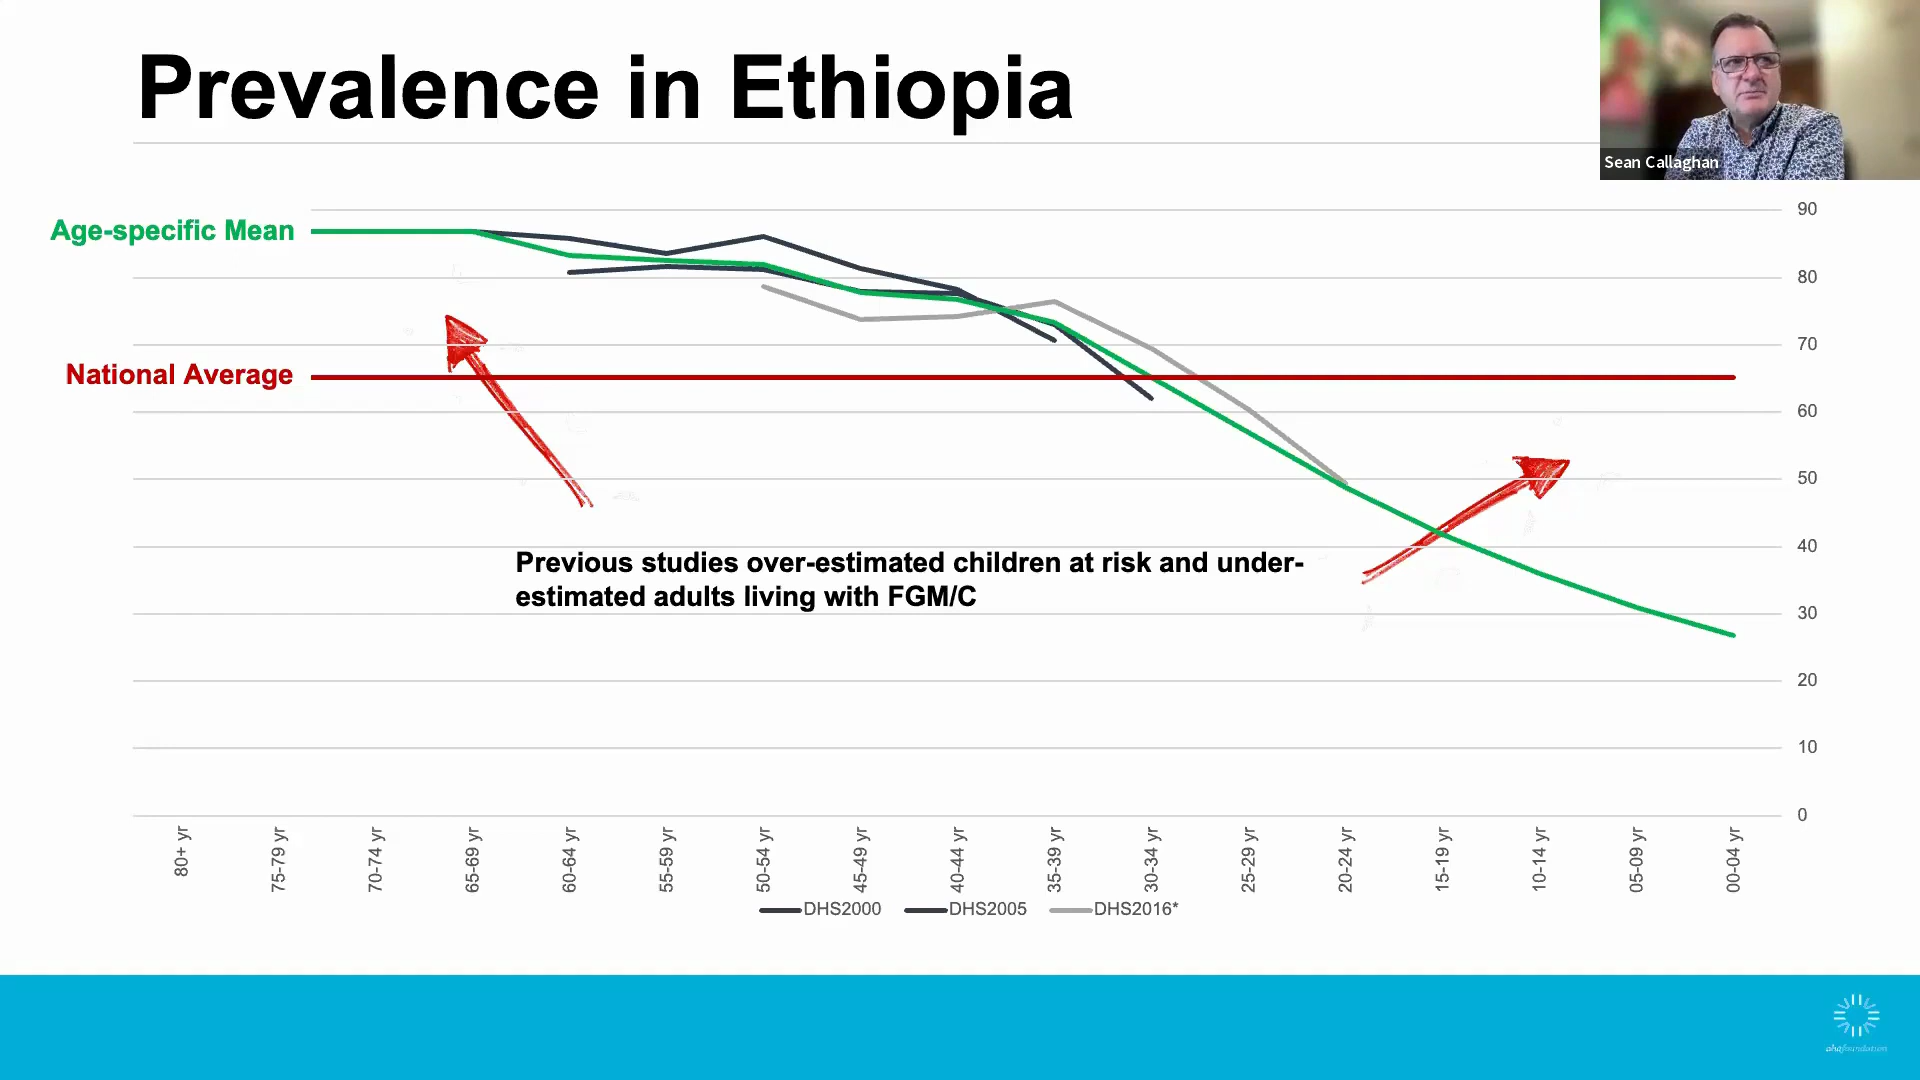 Prevalence in Ethiopia
Sean Callaghan
Age-specific Mean
National Average
90
80
70
60
50
40
30
20
10
0
Previous studies over-estimated children at risk and under-
estimated adults living with FGM/C
80+ yr
75-79 yr
70-74 yr
65-69 yr
60-64 yr
55-59 yr
50-54 yr
45-49 yr
40-44 yr
35-39 yr
30-34 yr
25-29 yr
20-24 yr
15-19 yr
10-14 yr
05-09 yr
00-04 yr
DHS2000 DHS2005 DHS2016*
ahafoundation